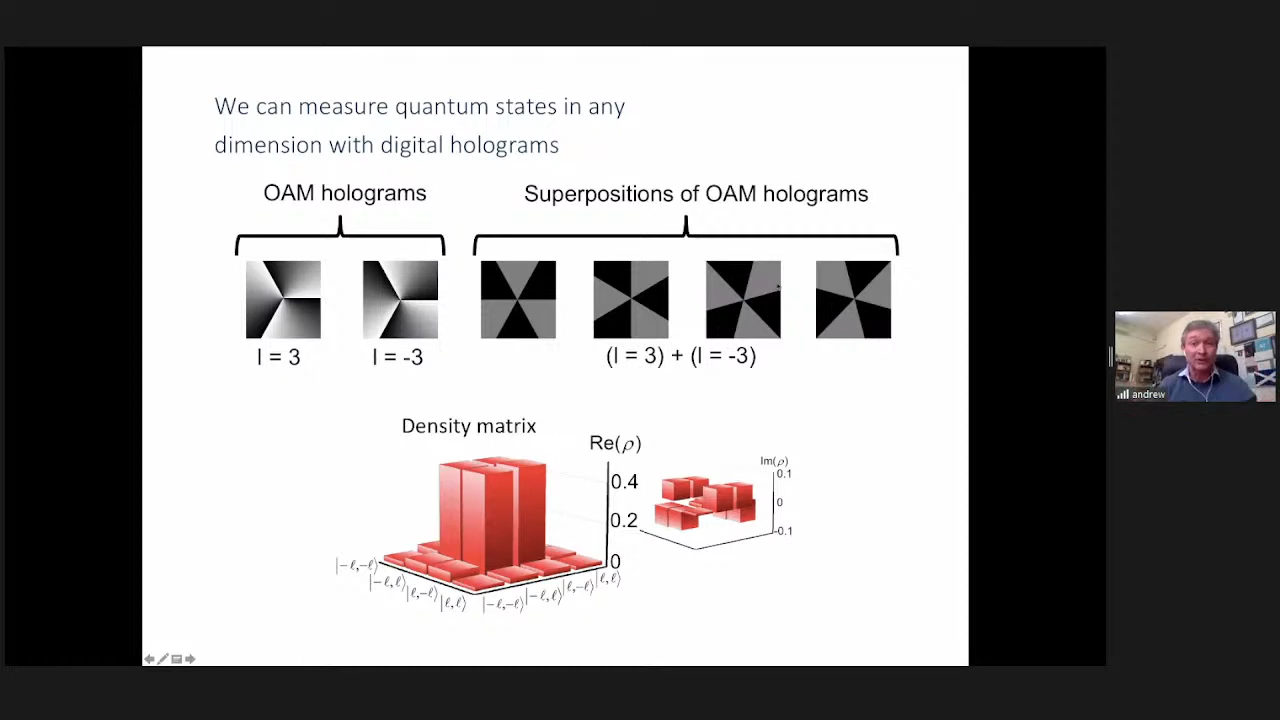 We can measure quantum states in any
dimension with digital holograms
OAM holograms
Superpositions of OAM holograms
l = 3
l = -3
(l = 3) + (l = -3)
Density matrix
Re(ρ)
0.4
0.2
0
|−ℓ,−ℓ⟩
|−ℓ,ℓ⟩
|ℓ,−ℓ⟩
|ℓ,ℓ⟩
|−ℓ,−ℓ⟩
|−ℓ,ℓ⟩
|ℓ,−ℓ⟩
|ℓ,ℓ⟩
Im(ρ)
0.1
0
-0.1
andrew